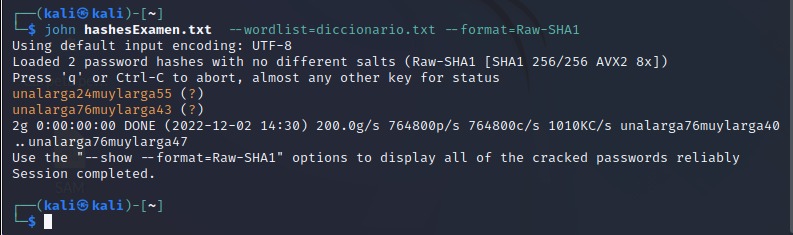 ┌──(kali㉿kali)-[~]
└─$ john hashesExamen.txt --wordlist=diccionario.txt --format=Raw-SHA1
Using default input encoding: UTF-8
Loaded 2 password hashes with no different salts (Raw-SHA1 [SHA1 256/256 AVX2 8x])
Press 'q' or Ctrl-C to abort, almost any other key for status
unalarga24muylarga55 (?)
unalarga76muylarga43 (?)
2g 0:00:00:00 DONE (2022-12-02 14:30) 200.0g/s 764800p/s 764800c/s 1010KC/s unalarga76muylarga40
..unalarga76muylarga47
Use the "--show --format=Raw-SHA1" options to display all of the cracked passwords reliably
Session completed.
┌──(kali㉿kali)-[~]
└─$